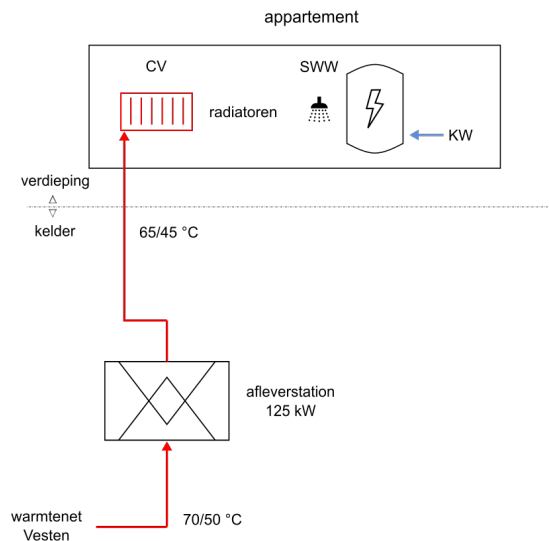 appartement
CV
SWW
radiatoren
KW
verdieping
kelder
65/45 °C
afleverstation
125 kW
warmtenet
Vesten
70/50 °C